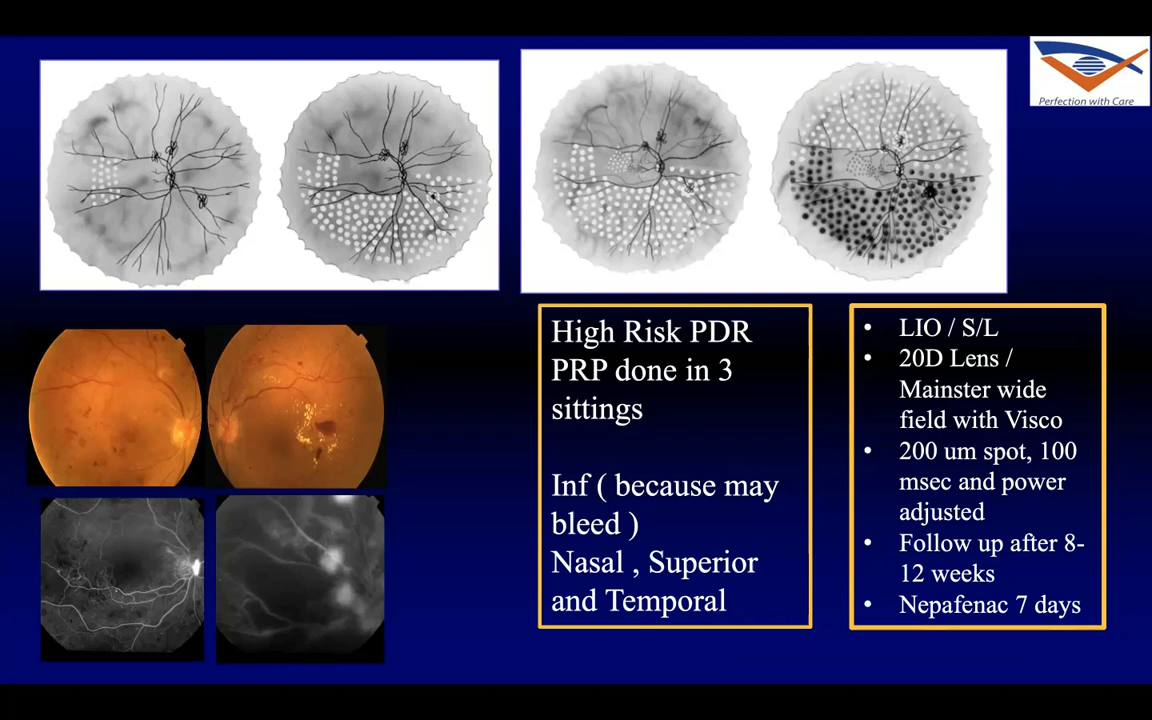 Perfection with Care
High Risk PDR
PRP done in 3
sittings
Inf ( because may
bleed )
Nasal , Superior
and Temporal
• LIO / S/L
• 20D Lens /
Mainster wide
field with Visco
• 200 um spot, 100
msec and power
adjusted
• Follow up after 8-
12 weeks
• Nepafenac 7 days